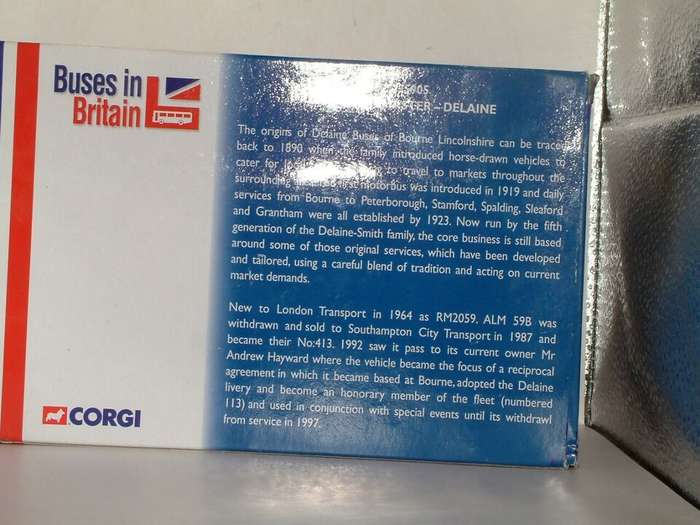 Buses in
Britain
5905
STER – DELAINE
The origins of Delaine Buses of Bourne Lincolnshire can be trace
back to 1890 when the family introduced horse-drawn vehicles to
cater for to travel to markets throughout the
surrounding first motorbus was introduced in 1919 and daily
services from Bourne to Peterborough, Stamford, Spalding, Sleaford
and Grantham were all established by 1923. Now run by the fifth
generation of the Delaine-Smith family, the core business is still based
around some of those original services, which have been developed
and tailored, using a careful blend of tradition and acting on current
market demands.
New to London Transport in 1964 as RM2059. ALM 59B was
withdrawn and sold to Southampton City Transport in 1987 and
became their No:413. 1992 saw it pass to its current owner Mr
Andrew Hayward where the vehicle became the focus of a reciprocal
agreement in which it became based at Bourne, adopted the Delaine
livery and become an honorary member of the fleet (numbered
113) and used in conjunction with special events until its withdrawl
from service in 1997.
CORGI